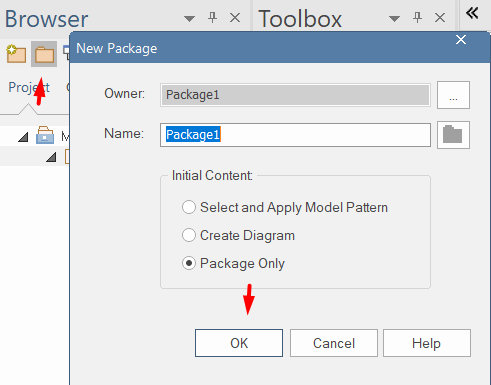 Browser
Toolbox
New Package
Project
Owner:
Package1
...
Name:
Package1
Initial Content:
Select and Apply Model Pattern
Create Diagram
Package Only
OK
Cancel
Help